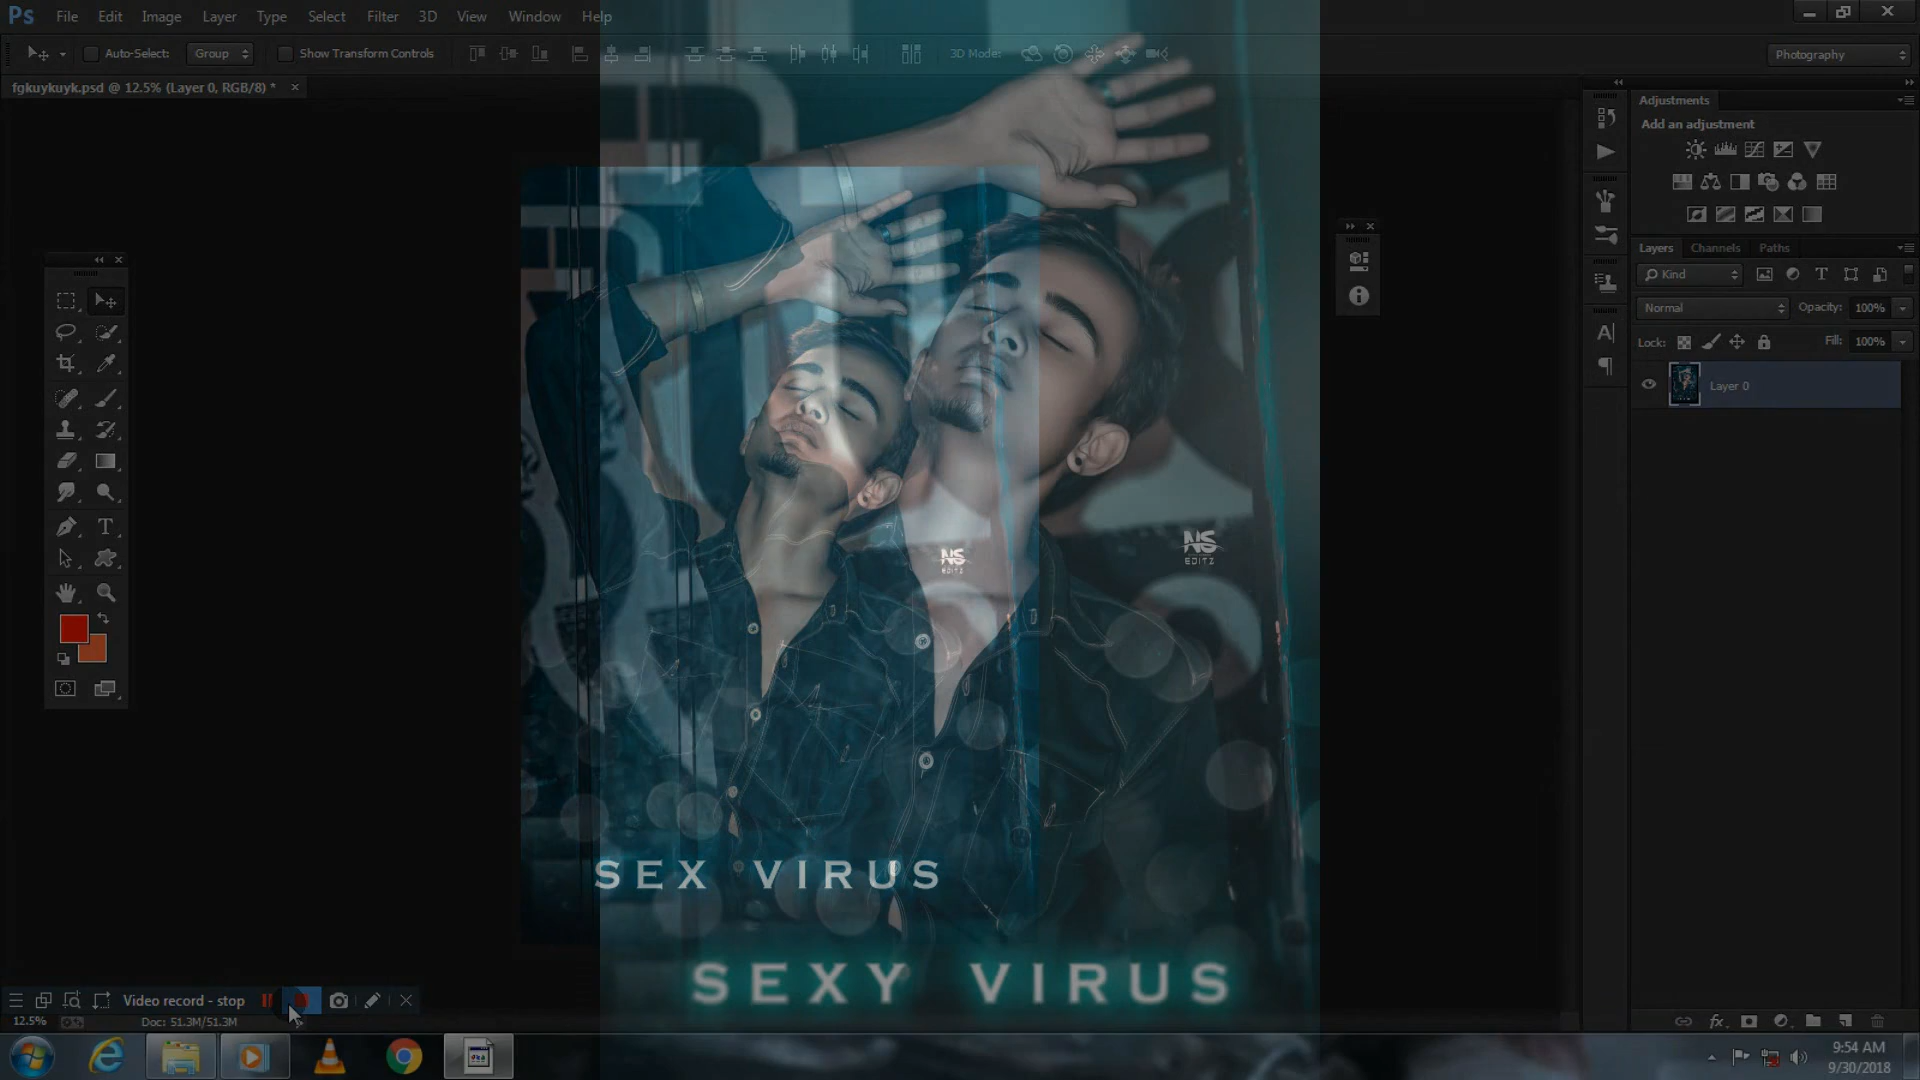 Ps File Edit Image Layer Type Select Filter 3D View Window Help
Auto-Select: Group Show Transform Controls 3D Mode: Photography
fgkuykuyk.psd @ 12.5% (Layer 0, RGB/8) * ×
Adjustments
Add an adjustment
Layers Channels Paths
Kind
Normal Opacity: 100%
Lock: Fill: 100%
Layer 0
NS
EDITZ
NS
EDITZ
SEX VIRUS
SEXY VIRUS
Video record - stop
12.5% Doc: 51.3M/51.3M
9:54 AM
9/30/2018